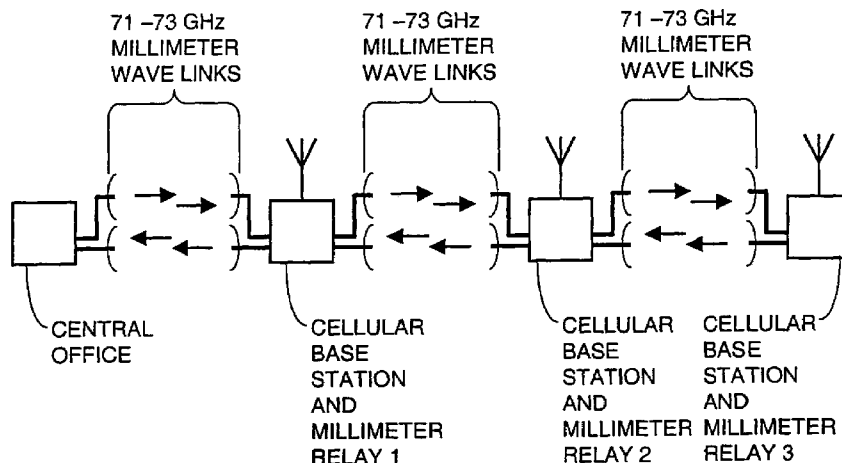 71 –73 GHz
MILLIMETER
WAVE LINKS
71 –73 GHz
MILLIMETER
WAVE LINKS
71 –73 GHz
MILLIMETER
WAVE LINKS
CENTRAL
OFFICE
CELLULAR
BASE
STATION
AND
MILLIMETER
RELAY 1
CELLULAR
BASE
STATION
AND
MILLIMETER
RELAY 2
CELLULAR
BASE
STATION
AND
MILLIMETER
RELAY 3